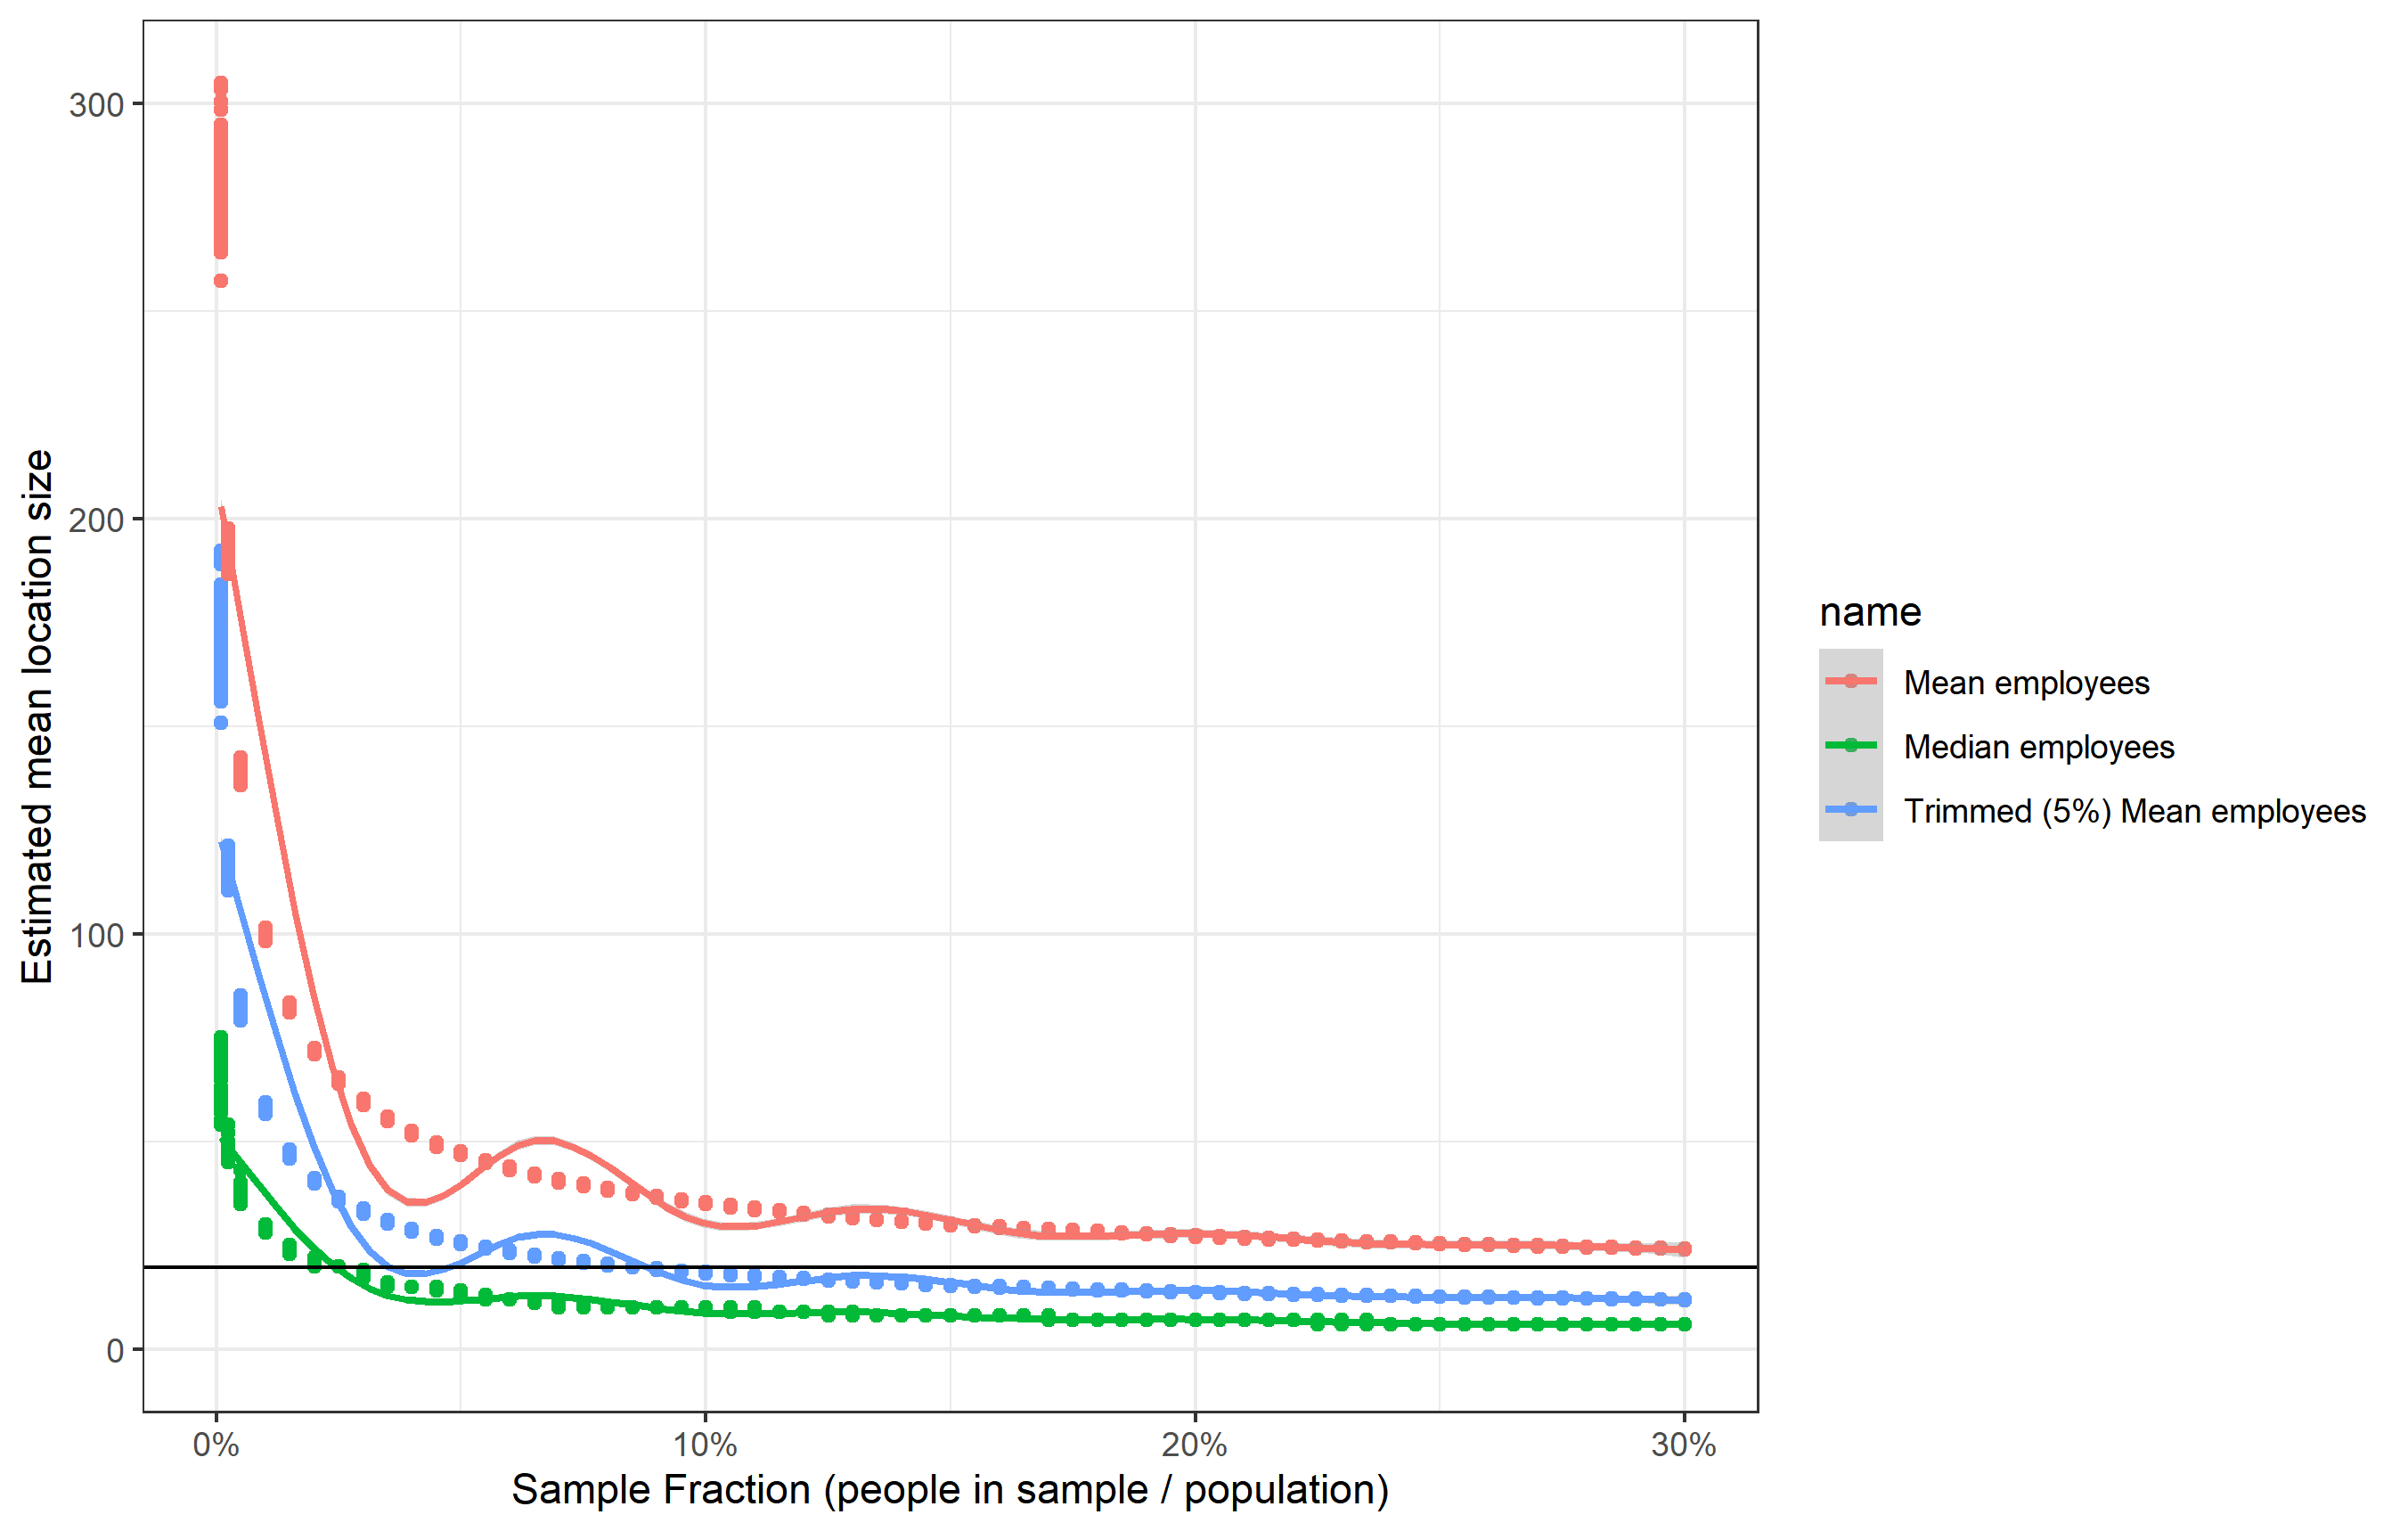 Estimated mean location size
300
200
100
0
0%
10%
20%
30%
Sample Fraction (people in sample / population)
name
Mean employees
Median employees
Trimmed (5%) Mean employees